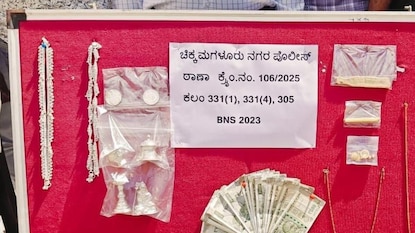 ಚಿಕ್ಕಮಗಳೂರು ನಗರ ಪೊಲೀಸ್
ಠಾಣಾ ಕ್ರೈಂ.ನಂ. 106/2025
ಕಲಂ 331(1), 331(4), 305
BNS 2023